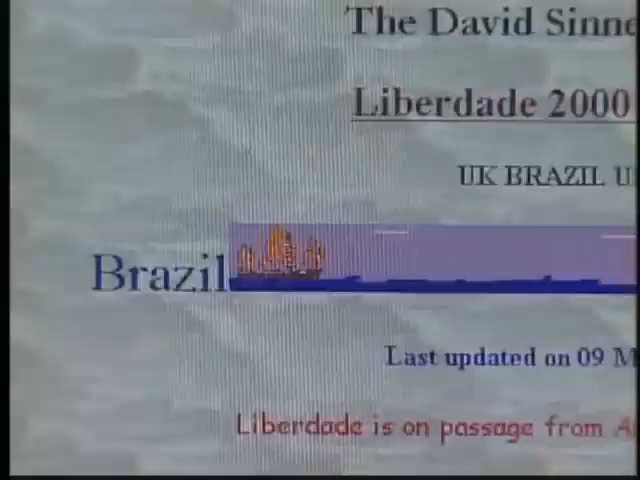 The David Sinne
Liberdade 2000
UK BRAZIL U
Brazil
Last updated on 09 M
Liberdade is on passage from A